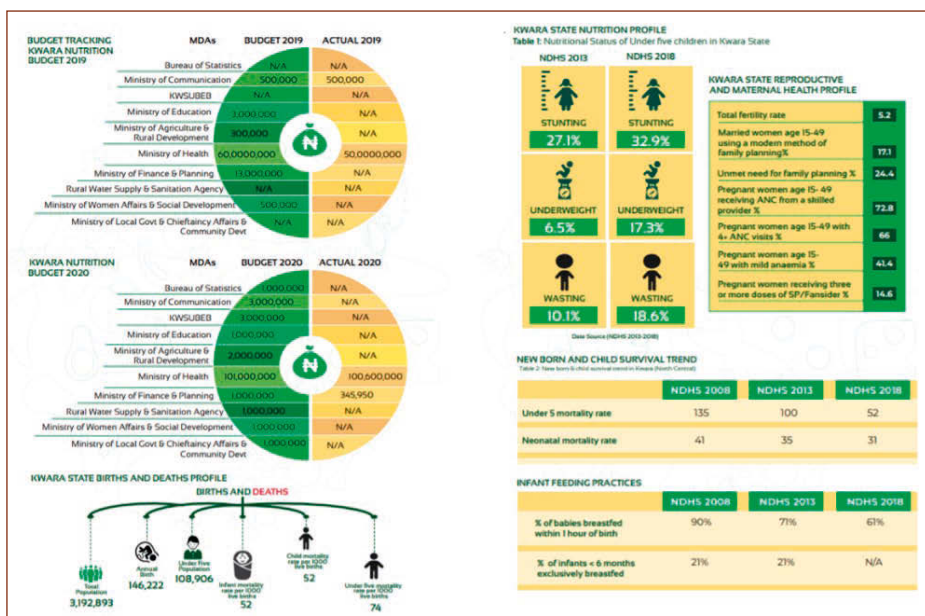 BUDGET TRACKING
KWARA NUTRITION
BUDGET 2019
MDAs BUDGET 2019 ACTUAL 2019
Bureau of Statistics N/A N/A
Ministry of Communication 500,000 500,000
KWSUBEB N/A N/A
Ministry of Education 3,000,000
Ministry of Agriculture &
Rural Development 300,000 N/A
Ministry of Health 60,0000,000 50,0000,000
Ministry of Finance & Planning 13,000,000 N/A
Rural Water Supply & Sanitation Agency N/A N/A
Ministry of Women Affairs & Social Development 500,000 N/A
Ministry of Local Govt & Chieftaincy Affairs &
Community Devt N/A N/A
KWARA NUTRITION
BUDGET 2020
MDAs BUDGET 2020 ACTUAL 2020
Bureau of Statistics 1,000,000 N/A
Ministry of Communication 3,000,000 N/A
KWSUBEB 3,000,000 N/A
Ministry of Education 1,000,000
Ministry of Agriculture &
Rural Development 2,000,000 N/A
Ministry of Health 101,000,000 100,600,000
Ministry of Finance & Planning 1,000,000 345,950
Rural Water Supply & Sanitation Agency 1,000,000 N/A
Ministry of Women Affairs & Social Development 1,000,000 N/A
Ministry of Local Govt & Chieftaincy Affairs &
Community Devt 1,000,000 N/A
KWARA STATE BIRTHS AND DEATHS PROFILE
BIRTHS AND DEATHS
Total
Population
3,192,893
Annual
Birth
146,222
Under Five
Population
108,906
Infant mortality
rate per 1000
live births
52
Child mortality
rate per 1000
live births
52
Under five mortality
rate per 1000
live births
74
KWARA STATE NUTRITION PROFILE
Table 1: Nutritional Status of Under five children in Kwara State
NDHS 2013 NDHS 2018
STUNTING STUNTING
27.1% 32.9%
UNDERWEIGHT UNDERWEIGHT
6.5% 17.3%
WASTING WASTING
10.1% 18.6%
Data Source (NDHS 2013-2018)
KWARA STATE REPRODUCTIVE
AND MATERNAL HEALTH PROFILE
Total fertility rate 5.2
Married women age 15-49
using a modern method of
family planning% 17.1
Unmet need for family planning % 24.4
Pregnant women age 15- 49
receiving ANC from a skilled
provider % 72.8
Pregnant women age 15-49 with
4+ ANC visits % 66
Pregnant women age 15-
49 with mild anaemia % 41.4
Pregnant women receiving three
or more doses of SP/Fansider % 14.6
NEW BORN AND CHILD SURVIVAL TREND
Table 2: New born & child survival trend in Kwara (North Central)
NDHS 2008 NDHS 2013 NDHS 2018
Under 5 mortality rate 135 100 52
Neonatal mortality rate 41 35 31
INFANT FEEDING PRACTICES
NDHS 2008 NDHS 2013 NDHS 2018
% of babies breastfed
within 1 hour of birth 90% 71% 61%
% of infants < 6 months
exclusively breastfed 21% 21% N/A